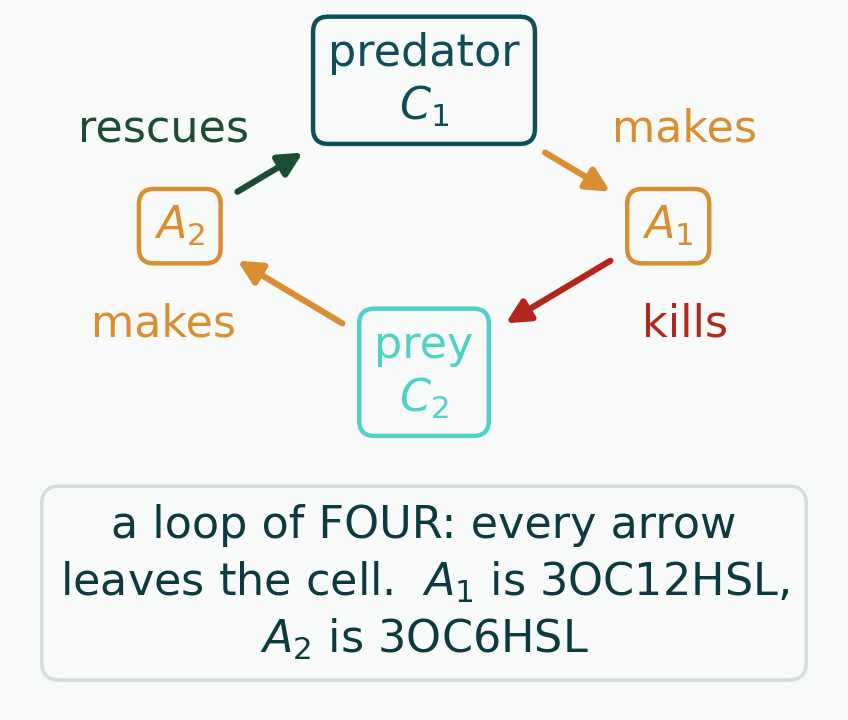 predator
C₁
rescues
makes
A₂
A₁
makes
kills
prey
C₂
a loop of FOUR: every arrow
leaves the cell. A₁ is 3OC12HSL,
A₂ is 3OC6HSL